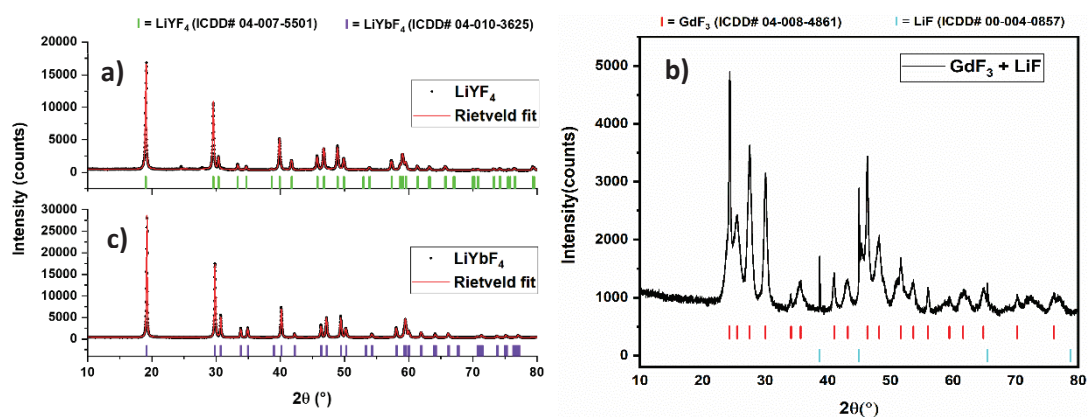 | = LiYF4 (ICDD# 04-007-5501) | = LiYbF4 (ICDD# 04-010-3625)
a)
20000
15000
10000
5000
0
LiYF4
Rietveld fit
c)
30000
25000
20000
15000
10000
5000
0
LiYbF4
Rietveld fit
10 20 30 40 50 60 70 80
2θ (°)
Intensity (counts)
| = GdF3 (ICDD# 04-008-4861) | = LiF (ICDD# 00-004-0857)
b)
GdF3 + LiF
5000
4000
3000
2000
1000
0
10 20 30 40 50 60 70 80
2θ(°)
Intensity(counts)